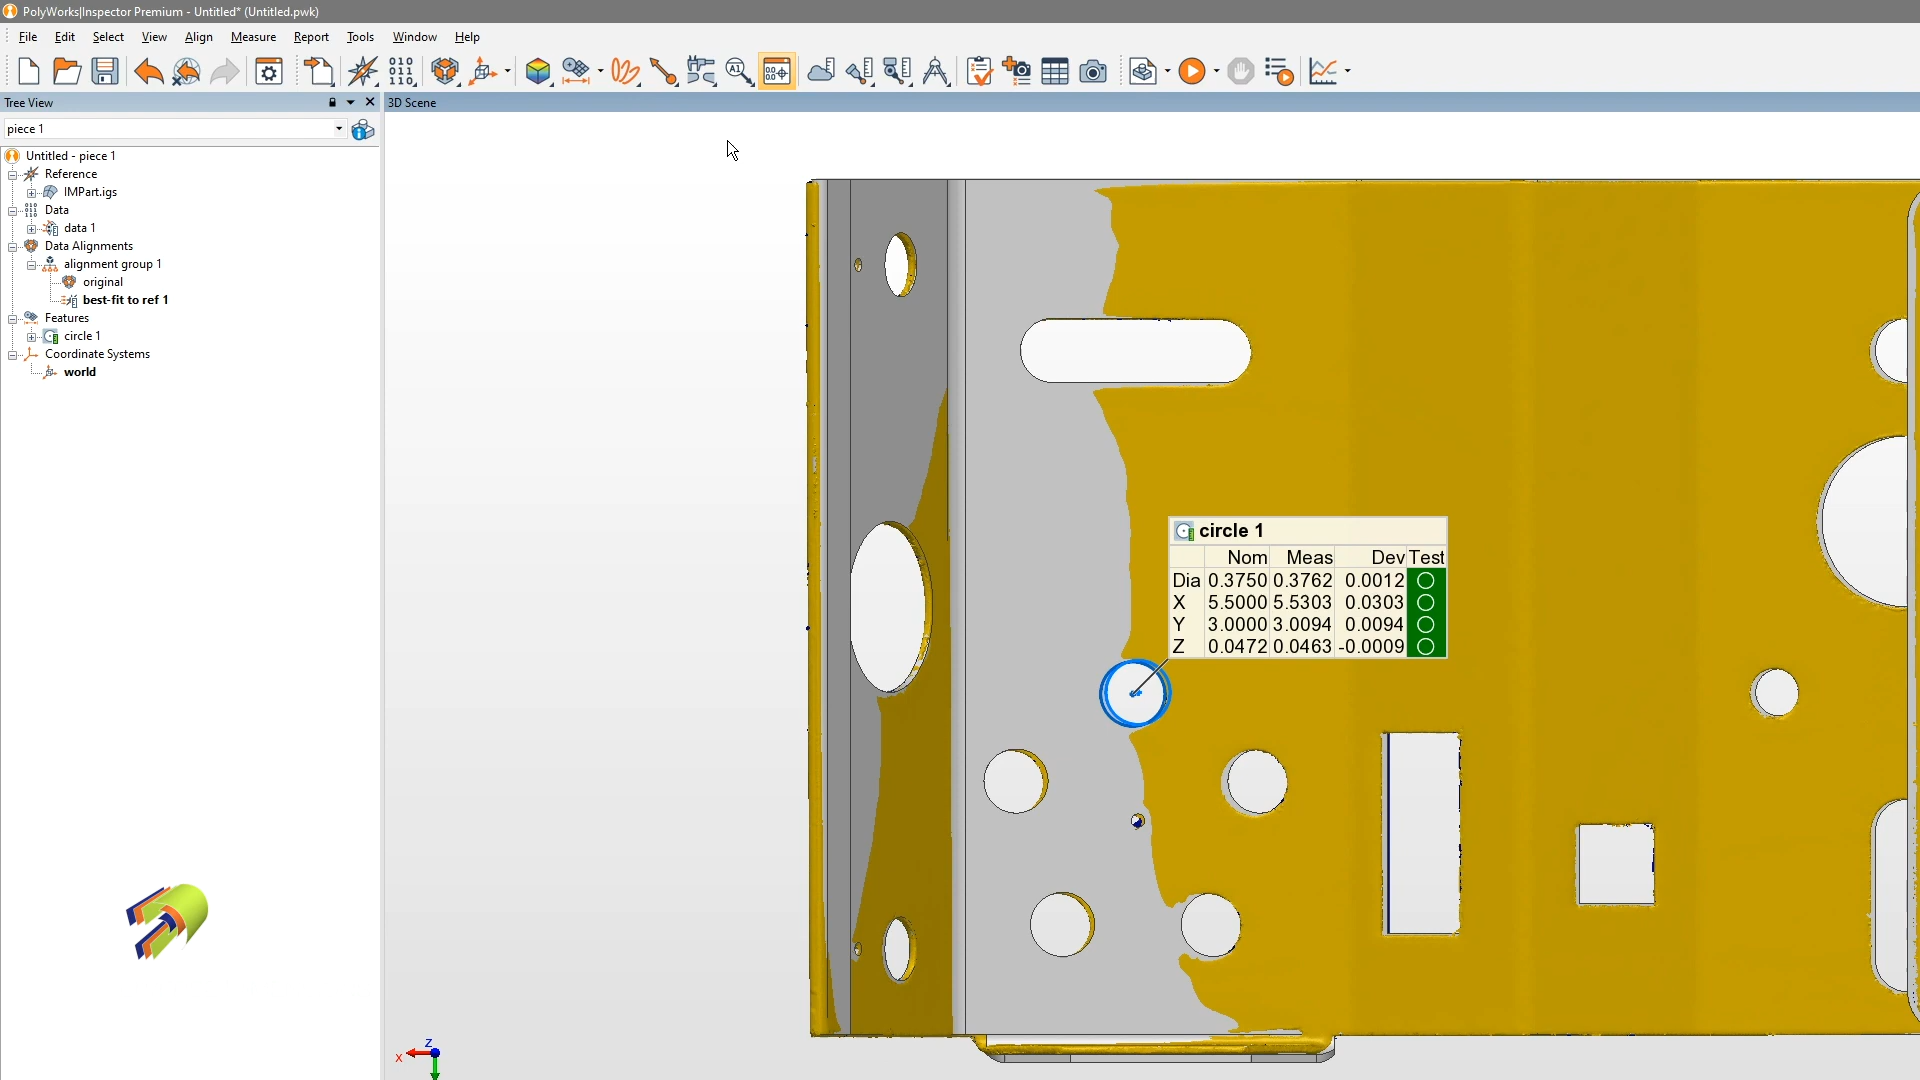 PolyWorks|Inspector Premium - Untitled* (Untitled.pwk)
File Edit Select View Align Measure Report Tools Window Help
Tree View
3D Scene
piece 1
Untitled - piece 1
Reference
IMPart.igs
Data
data 1
Data Alignments
alignment group 1
original
best-fit to ref 1
Features
circle 1
Coordinate Systems
world
circle 1
Nom Meas Dev Test
Dia 0.3750 0.3762 0.0012
X 5.5000 5.5303 0.0303
Y 3.0000 3.0094 0.0094
Z 0.0472 0.0463 -0.0009
Z
X